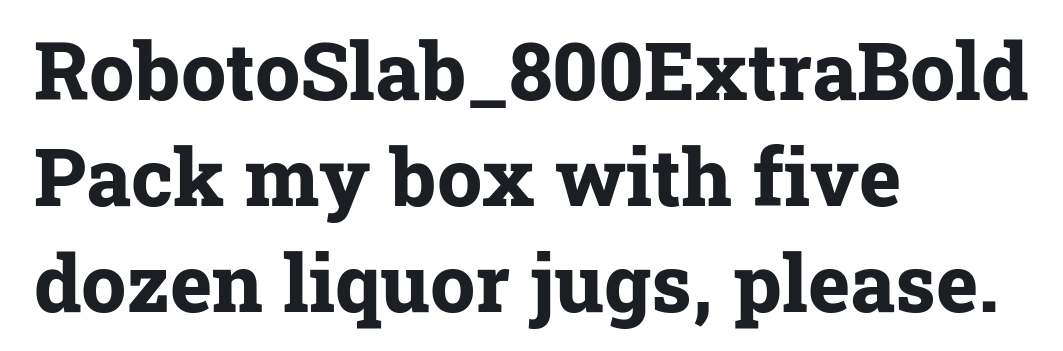 RobotoSlab_800ExtraBold
Pack my box with five
dozen liquor jugs, please.